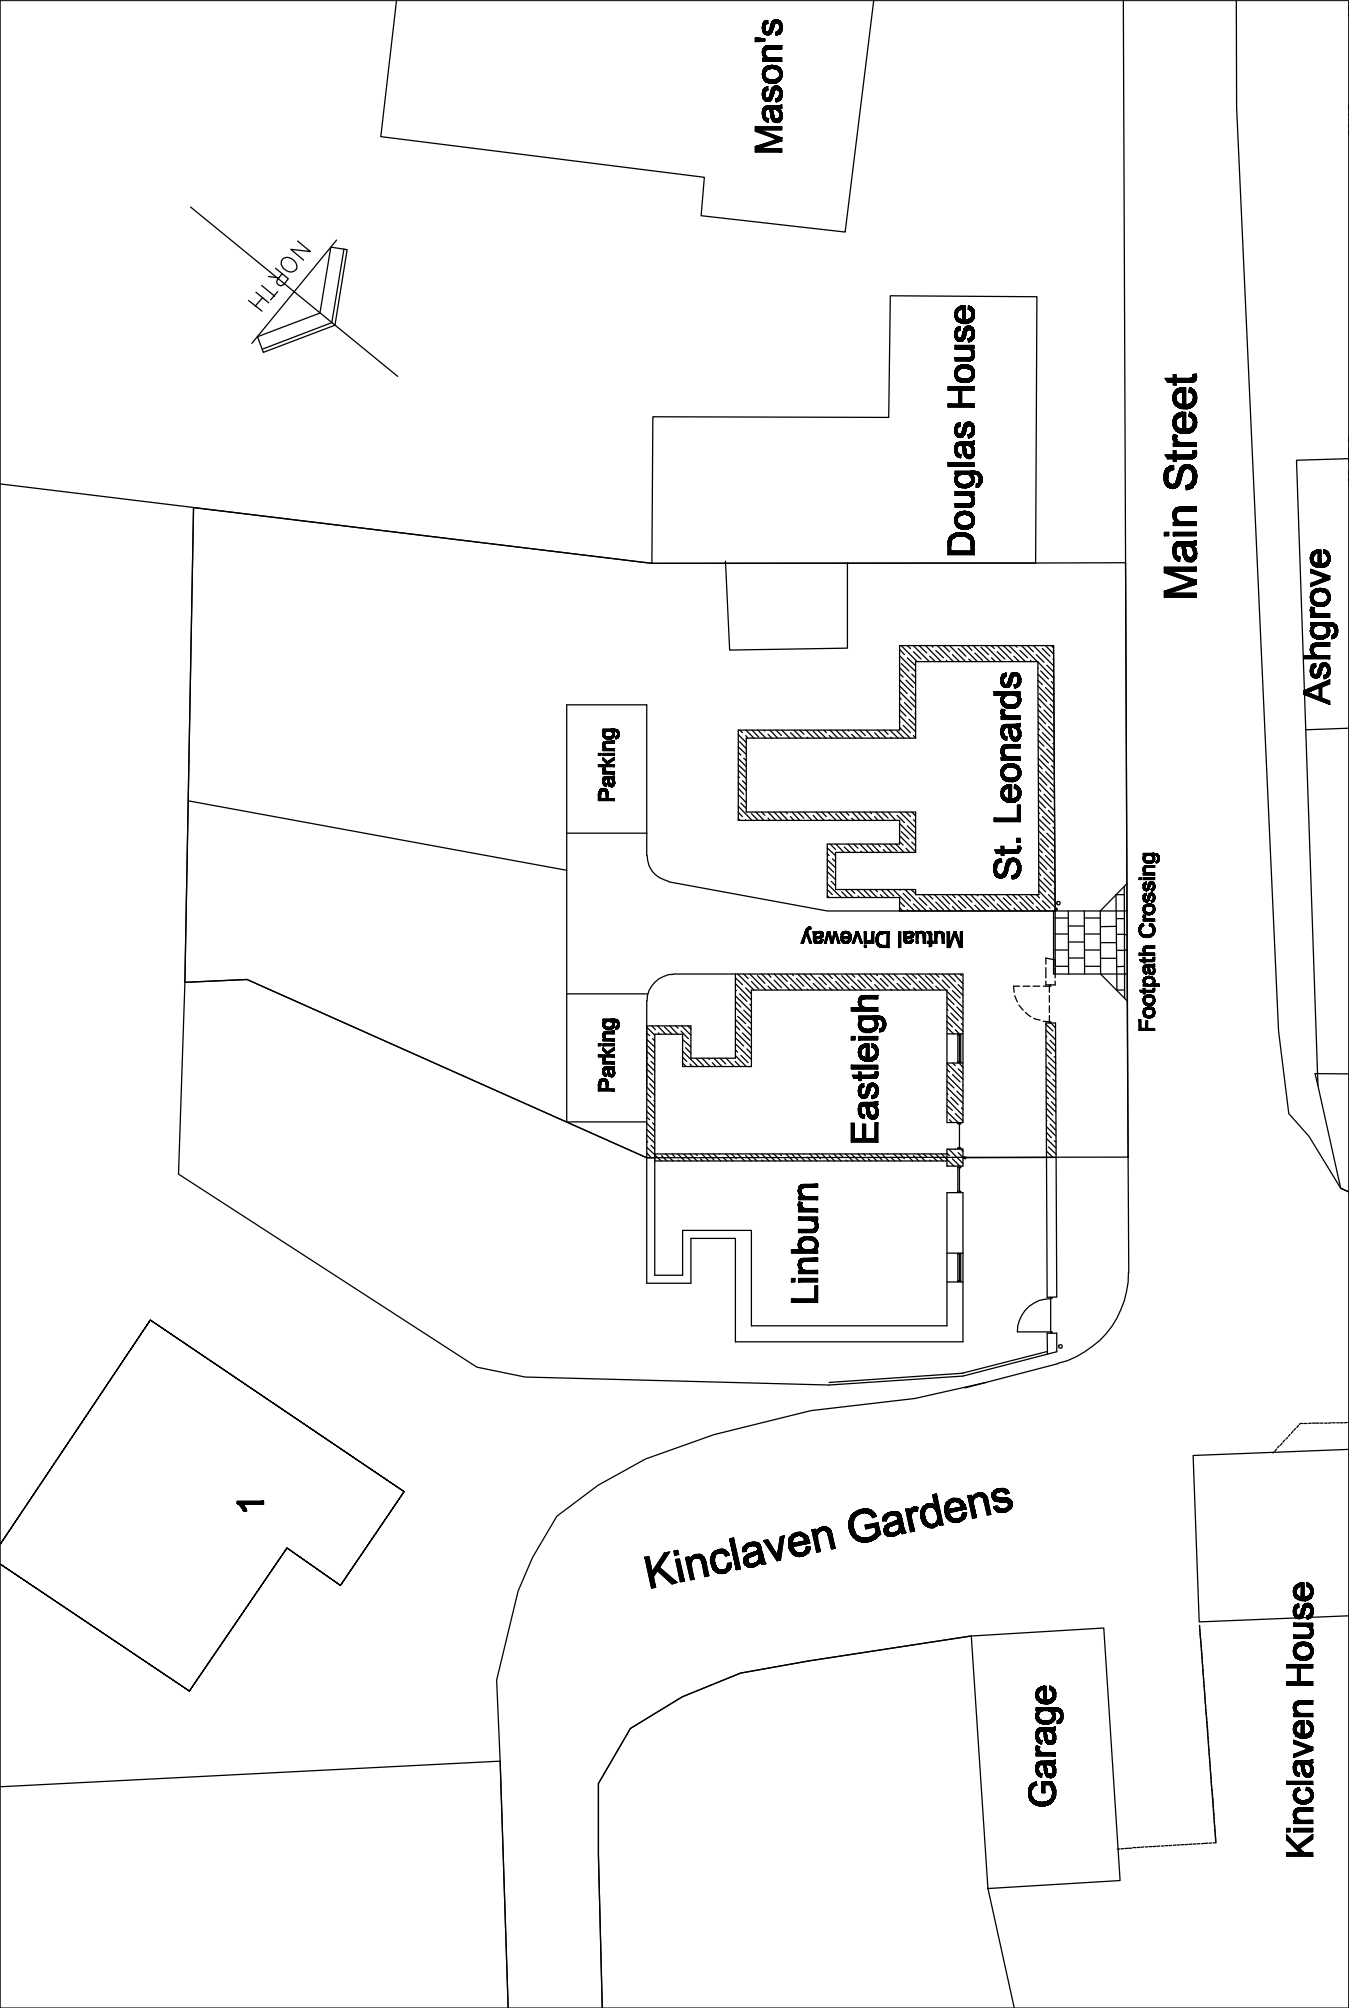 Mason's
NORTH
Douglas House
Main Street
Ashgrove
Parking
St. Leonards
Mutual Driveway
Footpath Crossing
Parking
Eastleigh
Linburn
1
Kinclaven Gardens
Garage
Kinclaven House